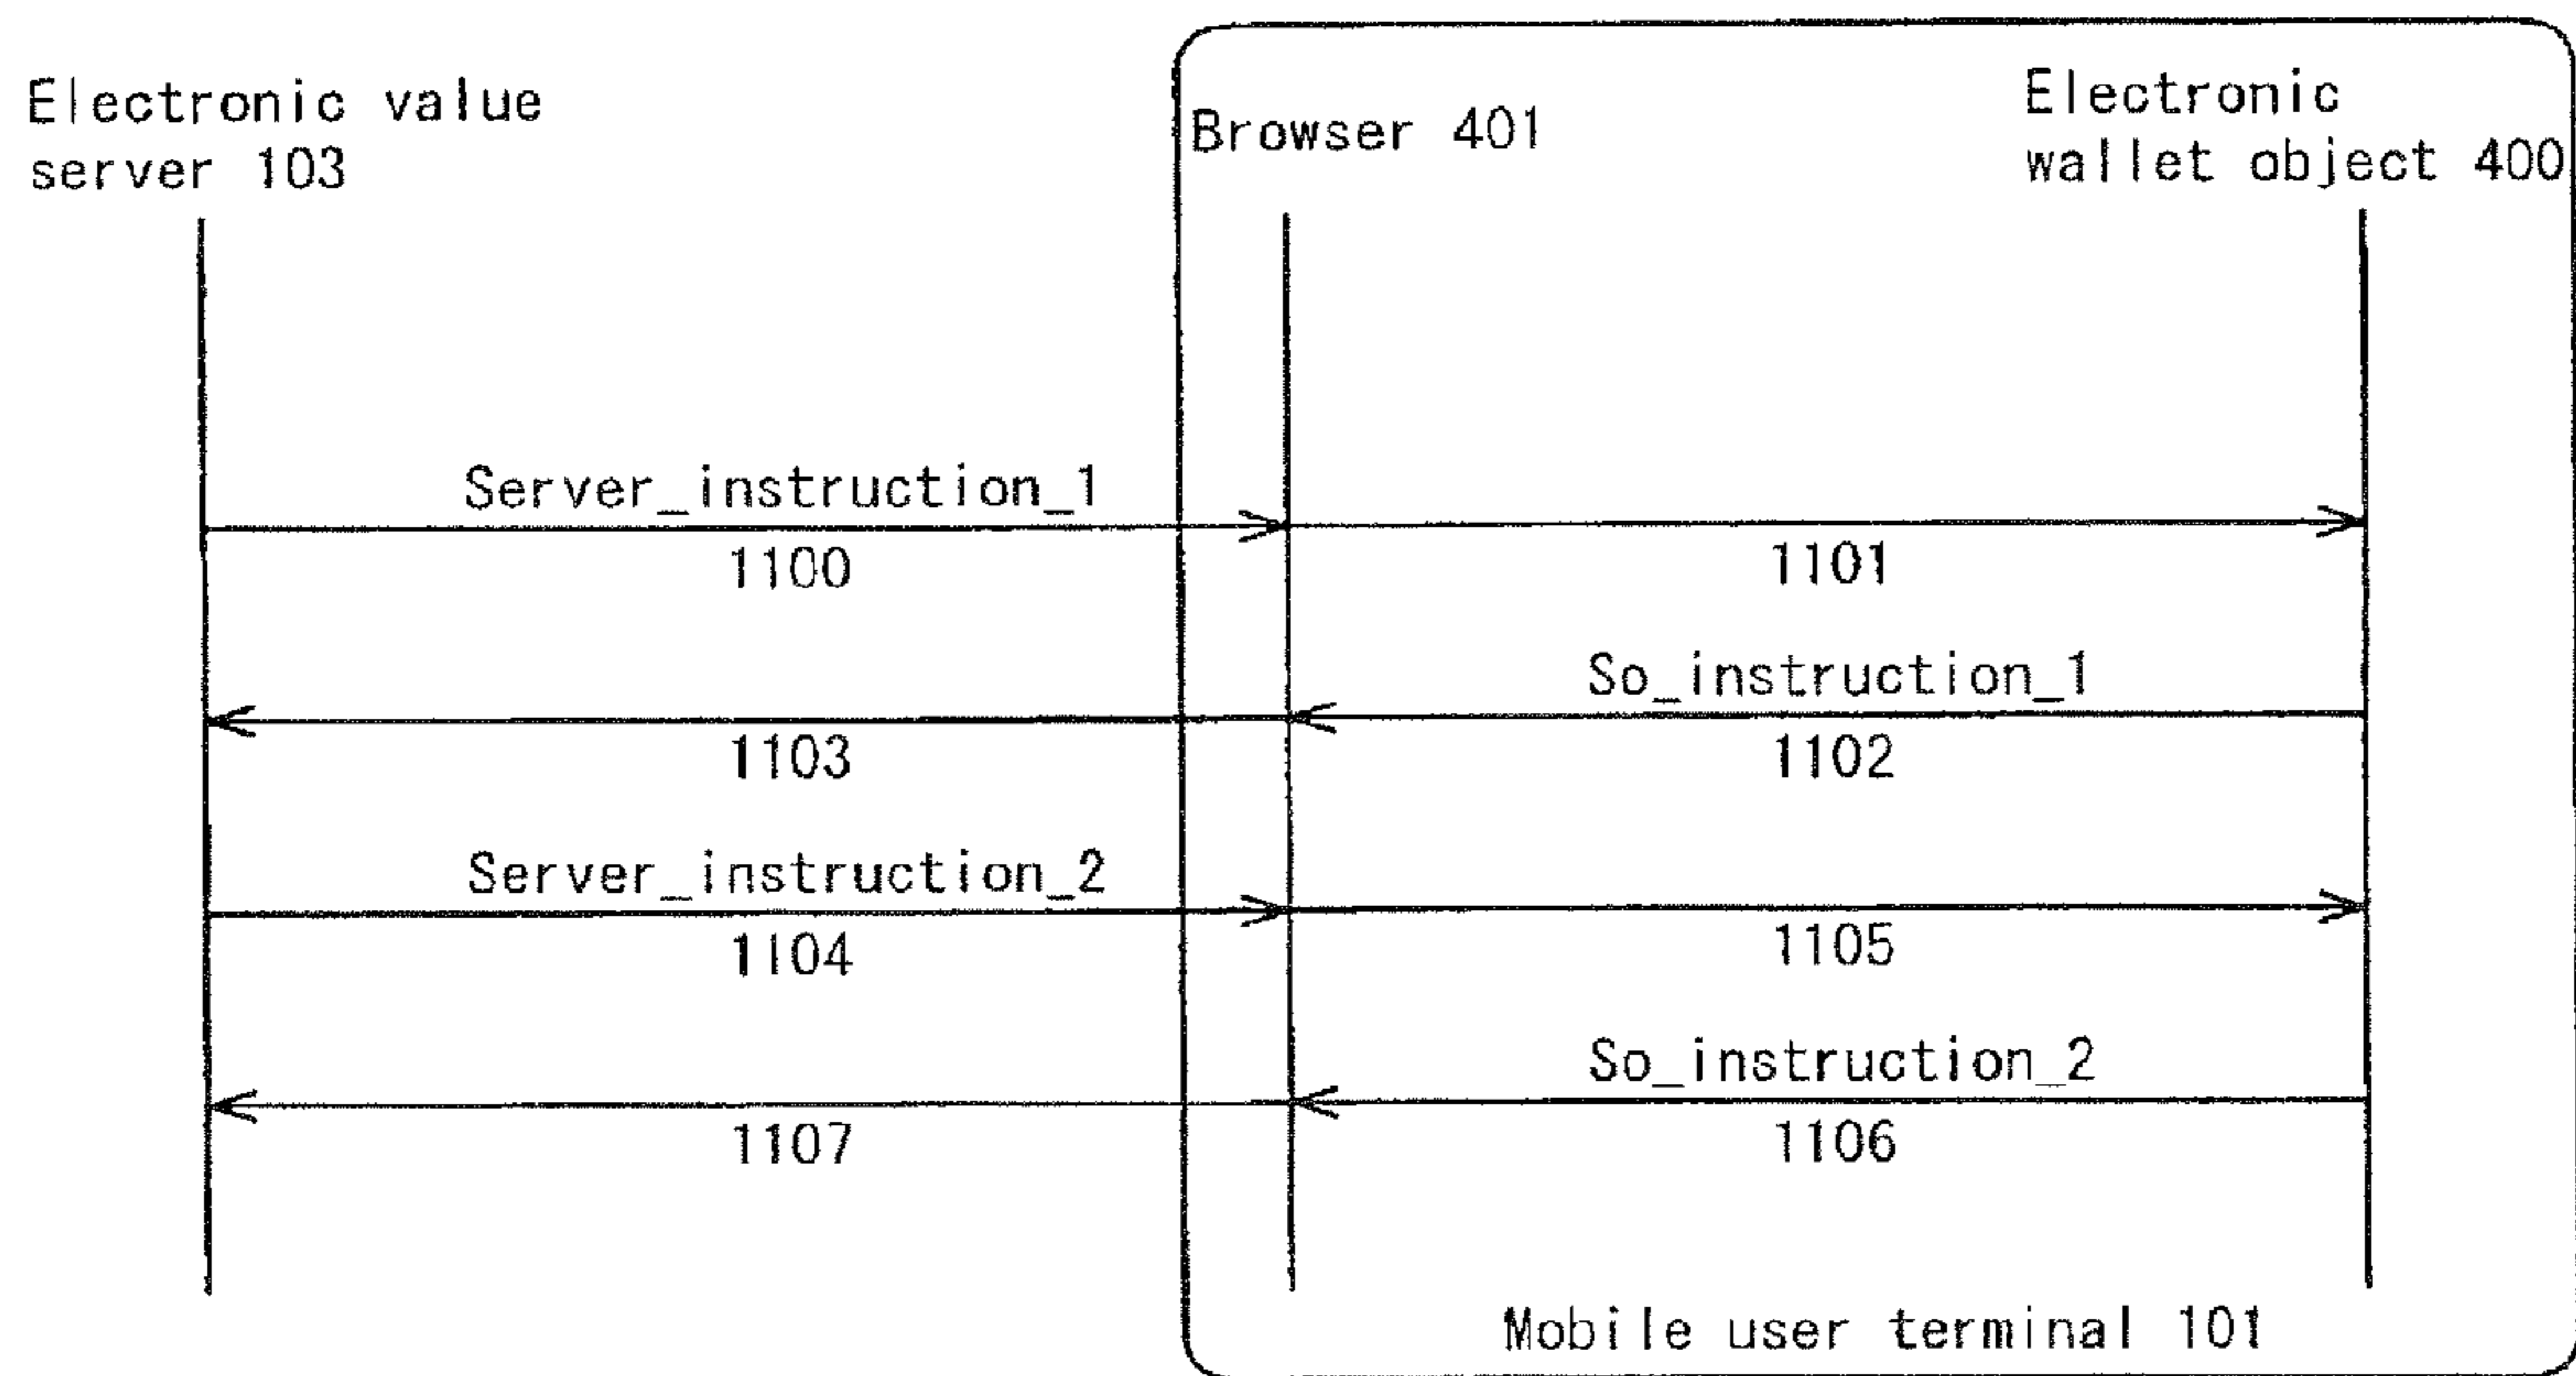 Electronic value
server 103
Browser 401
Electronic
wallet object 400
Server_instruction_1
1100
1101
So_instruction_1
1103
1102
Server_instruction_2
1104
1105
So_instruction_2
1107
1106
Mobile user terminal 101